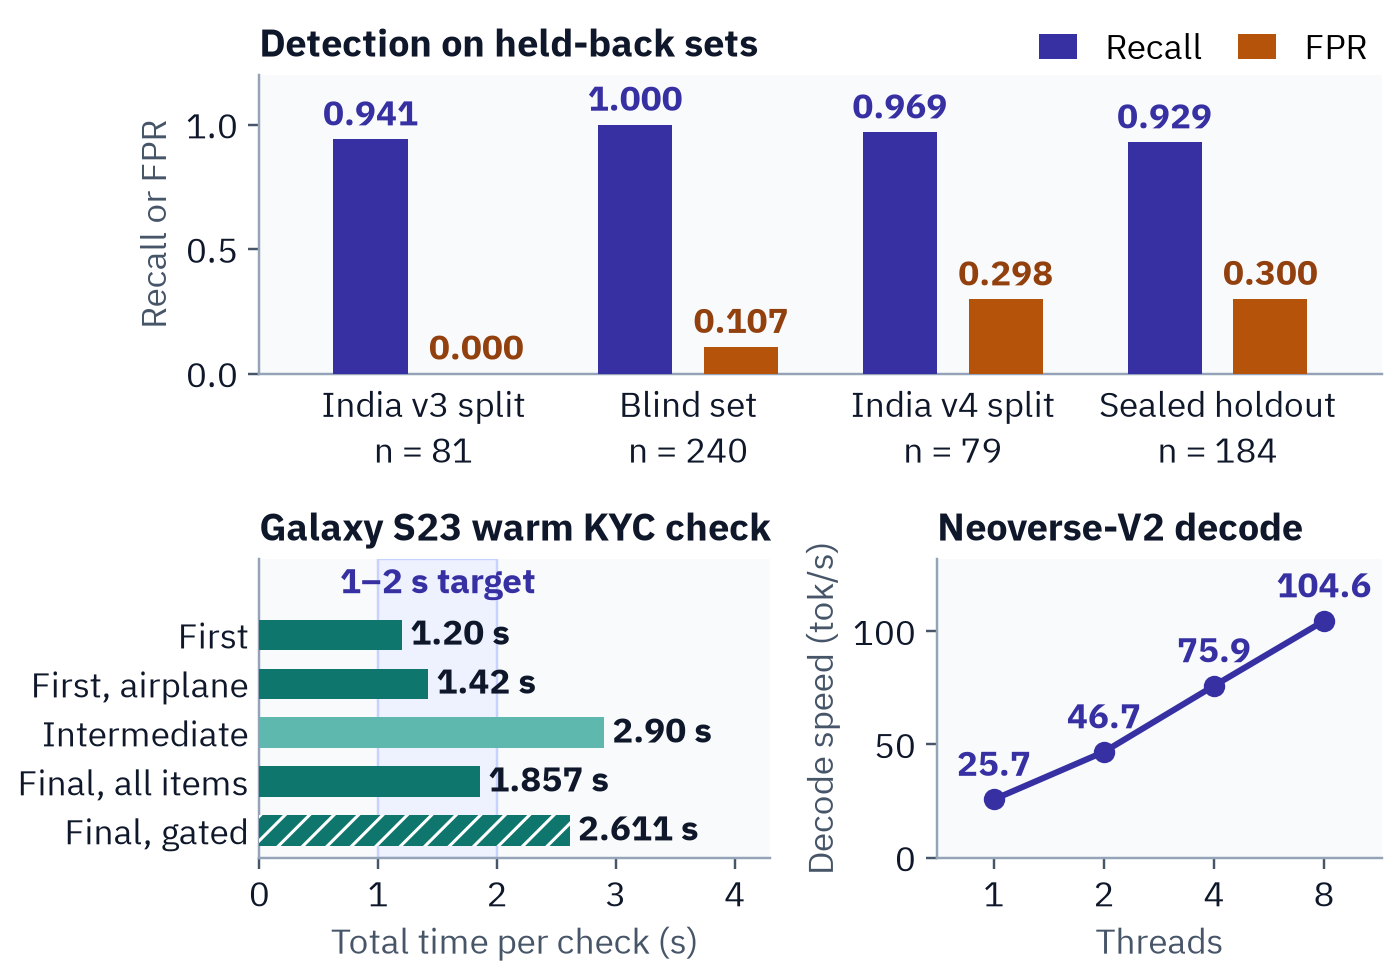 Detection on held-back sets
Recall
FPR
Recall or FPR
1.0
0.5
0.0
0.941
0.000
1.000
0.107
0.969
0.298
0.929
0.300
India v3 split
n = 81
Blind set
n = 240
India v4 split
n = 79
Sealed holdout
n = 184
Galaxy S23 warm KYC check
1–2 s target
First
1.20 s
First, airplane
1.42 s
Intermediate
2.90 s
Final, all items
1.857 s
Final, gated
2.611 s
0 1 2 3 4
Total time per check (s)
Neoverse-V2 decode
Decode speed (tok/s)
100
50
0
25.7
46.7
75.9
104.6
1 2 4 8
Threads